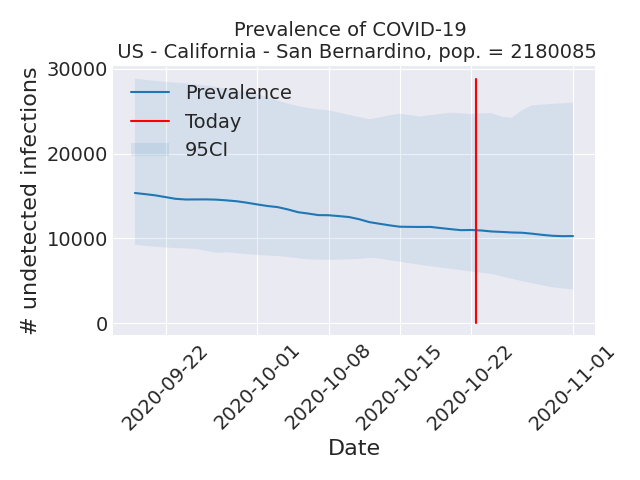 Prevalence of COVID-19
US - California - San Bernardino, pop. = 2180085
# undetected infections
30000
20000
10000
0
Prevalence
Today
95CI
2020-09-22
2020-10-01
2020-10-08
2020-10-15
2020-10-22
2020-11-01
Date